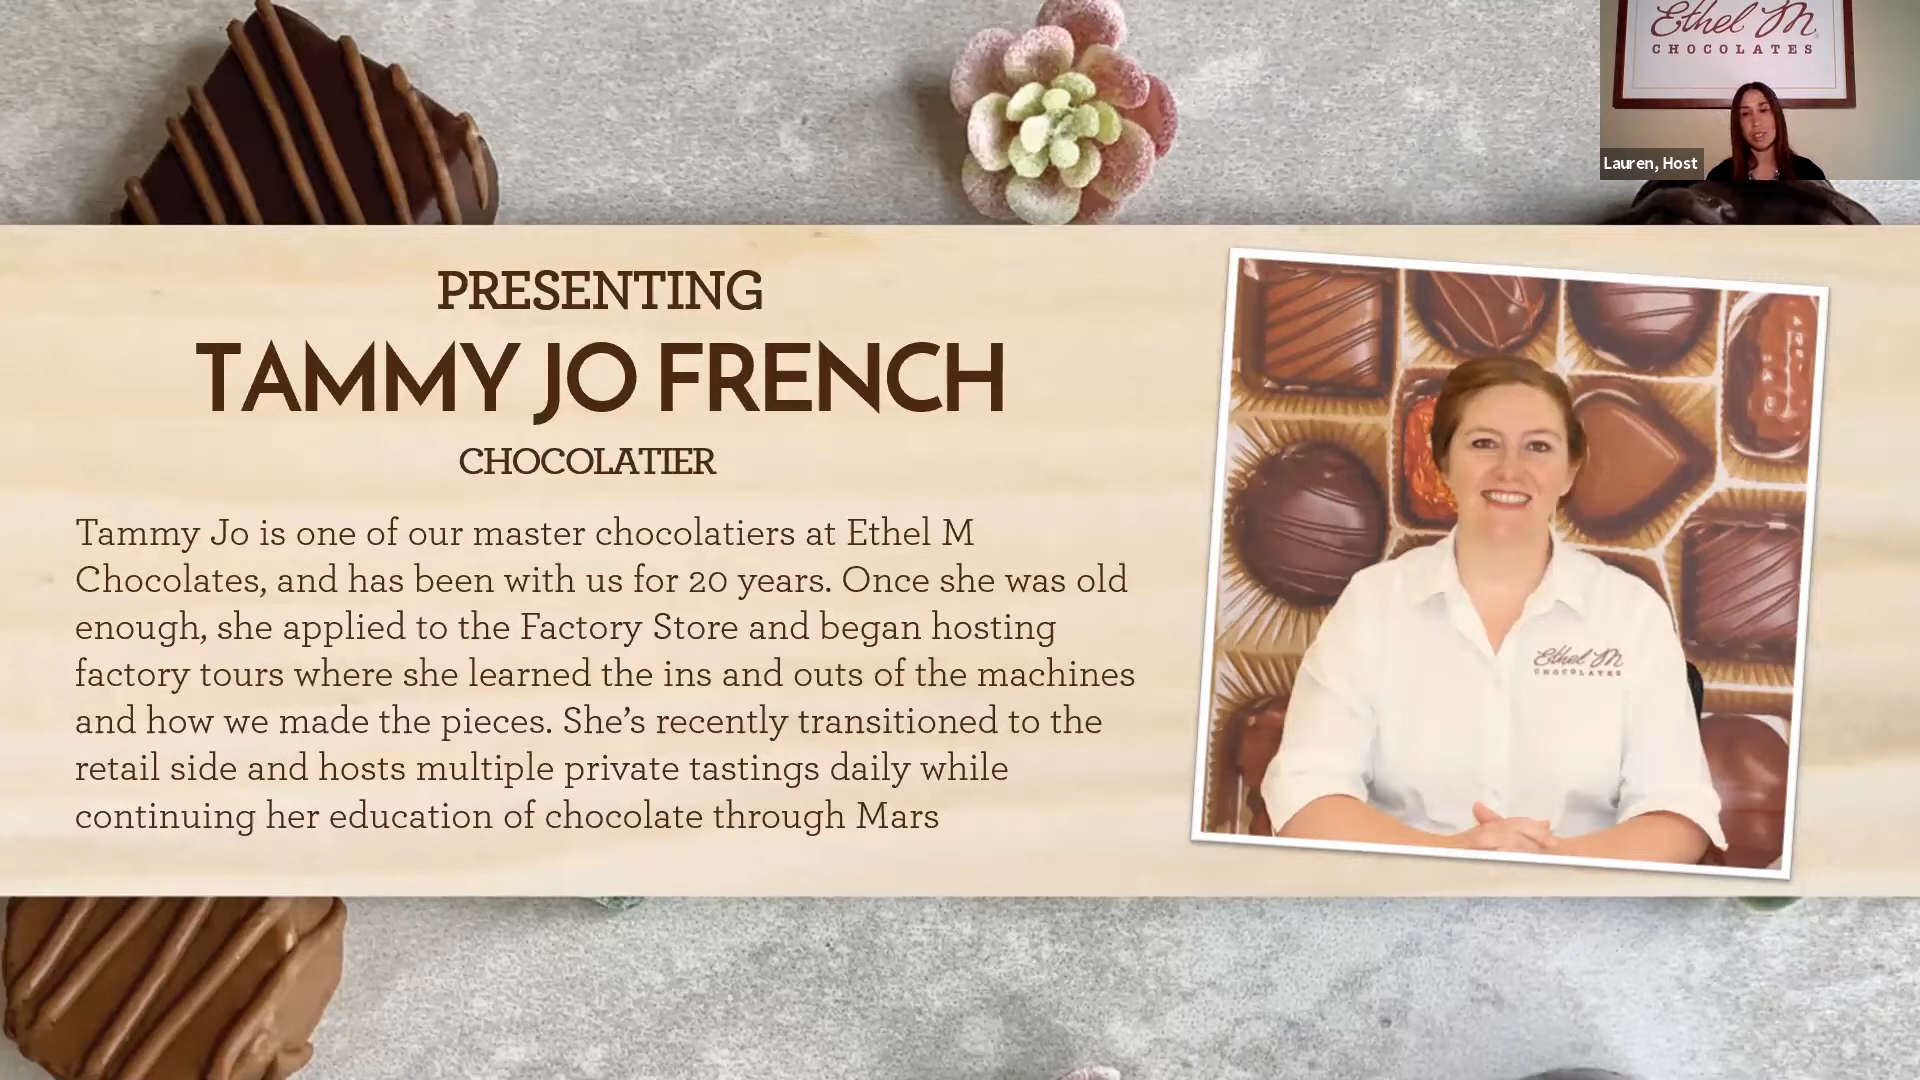 Ethel M
CHOCOLATES
Lauren, Host
PRESENTING
TAMMY JO FRENCH
CHOCOLATIER
Tammy Jo is one of our master chocolatiers at Ethel M
Chocolates, and has been with us for 20 years. Once she was old
enough, she applied to the Factory Store and began hosting
factory tours where she learned the ins and outs of the machines
and how we made the pieces. She’s recently transitioned to the
retail side and hosts multiple private tastings daily while
continuing her education of chocolate through Mars
Ethel M
CHOCOLATES